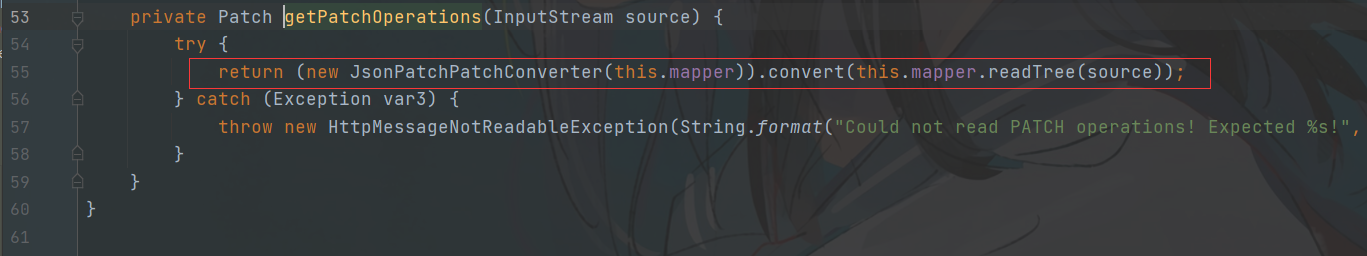 53 private Patch getPatchOperations(InputStream source) {
54 try {
55 return (new JsonPatchPatchConverter(this.mapper)).convert(this.mapper.readTree(source));
56 } catch (Exception var3) {
57 throw new HttpMessageNotReadableException(String.format("Could not read PATCH operations! Expected %s!",
58 }
59 }
60 }
61